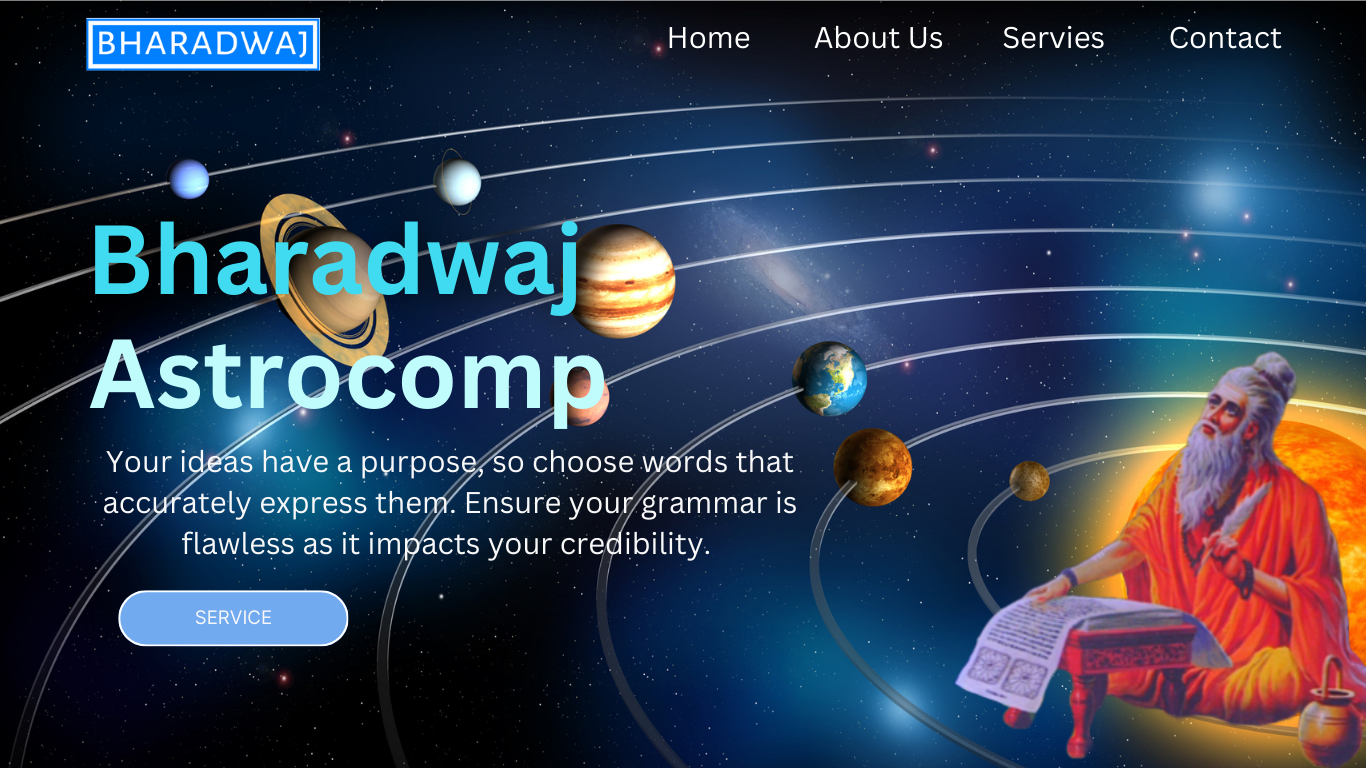 BHARADWAJ
Home About Us Servies Contact
Bharadwaj
Astrocomp
Your ideas have a purpose, so choose words that
accurately express them. Ensure your grammar is
flawless as it impacts your credibility.
SERVICE